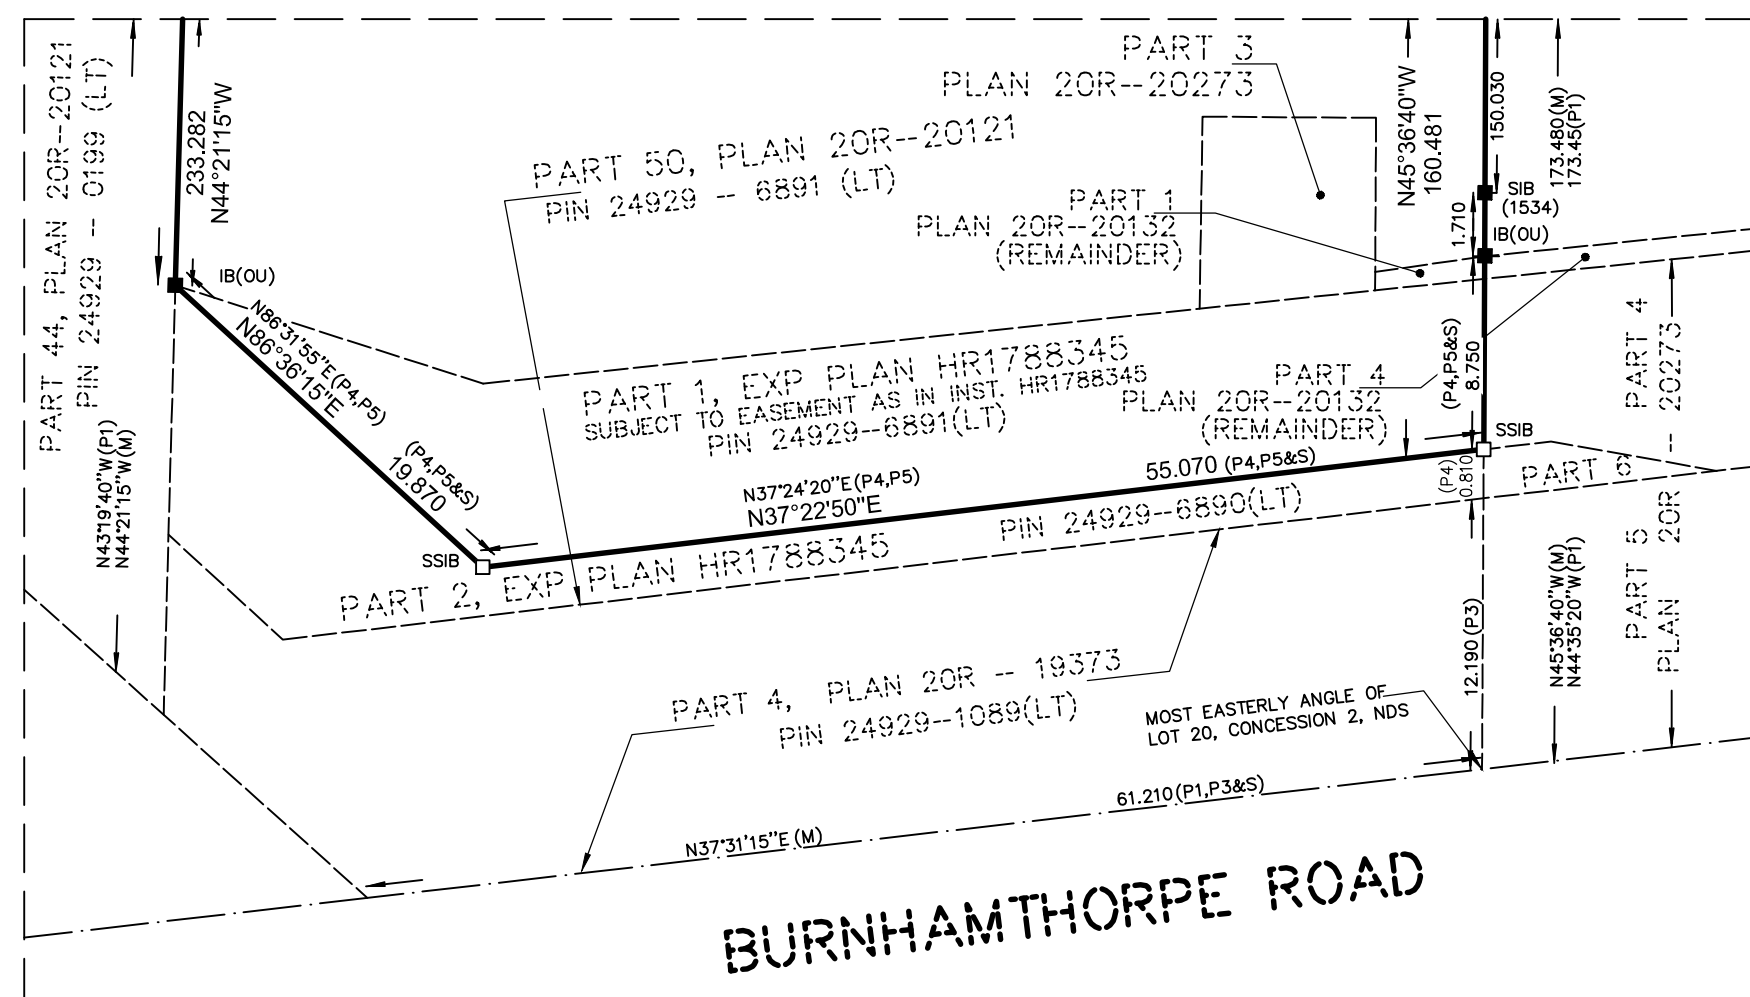 PART 44, PLAN 20R--20121
PIN 24929 -- 0199 (LT)
233.282
N44°21'15"W
IB(OU)
N86°31'55"E(P4,P5)
N86°36'15"E
(P4,P5&S)
19.870
N43°19'40"W(P1)
N44°21'15"W(M)
SSIB
PART 50, PLAN 20R--20121
PIN 24929 -- 6891 (LT)
PART 3
PLAN 20R--20273
PART 1
PLAN 20R--20132
(REMAINDER)
N45°36'40"W
160.481
150.030
173.480(M)
173.45(P1)
SIB
(1534)
1.710
IB(OU)
(P4,P5&S)
8.750
PART 1, EXP PLAN HR1788345
SUBJECT TO EASEMENT AS IN INST. HR1788345
PIN 24929--6891(LT)
PART 4
PLAN 20R--20132
(REMAINDER)
SSIB
N37°24'20"E(P4,P5)
N37°22'50"E
55.070 (P4,P5&S)
(P4)
0.810
PART 6
PIN 24929--6890(LT)
PART 2, EXP PLAN HR1788345
PART 4
PART 5
PLAN 20R -- 20273
12.190(P3)
N45°36'40"W(M)
N44°35'20"W(P1)
PART 4, PLAN 20R -- 19373
PIN 24929--1089(LT)
MOST EASTERLY ANGLE OF
LOT 20, CONCESSION 2, NDS
61.210(P1,P3&S)
N37°31'15"E(M)
BURNHAMTHORPE ROAD